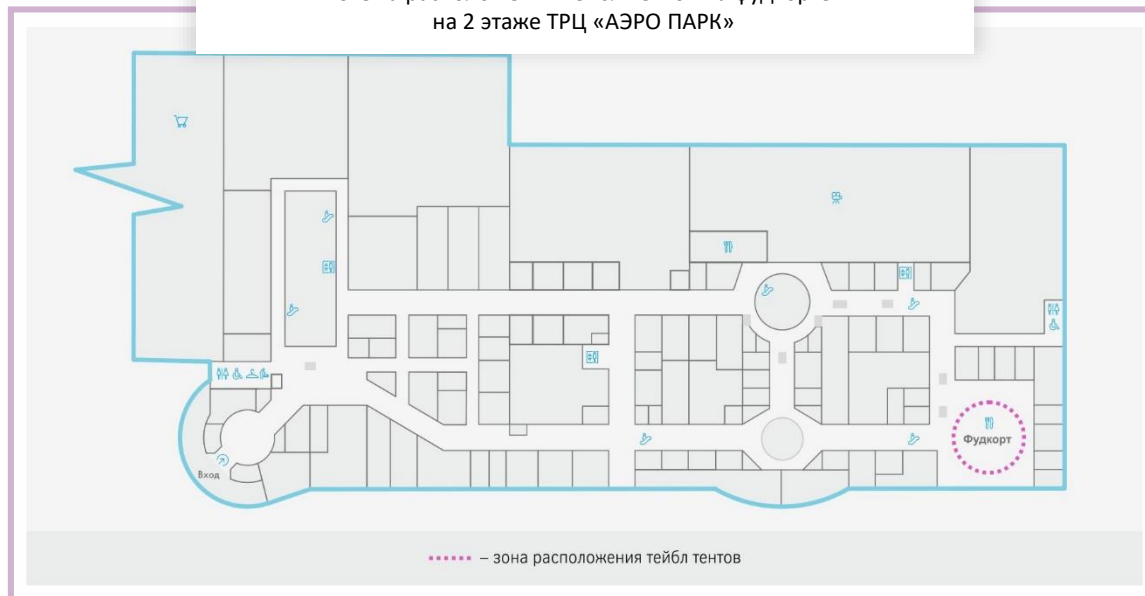 на 2 этаже ТРЦ «АЭРО ПАРК»
Фудкорт
Вход
– зона расположения тейбл тентов